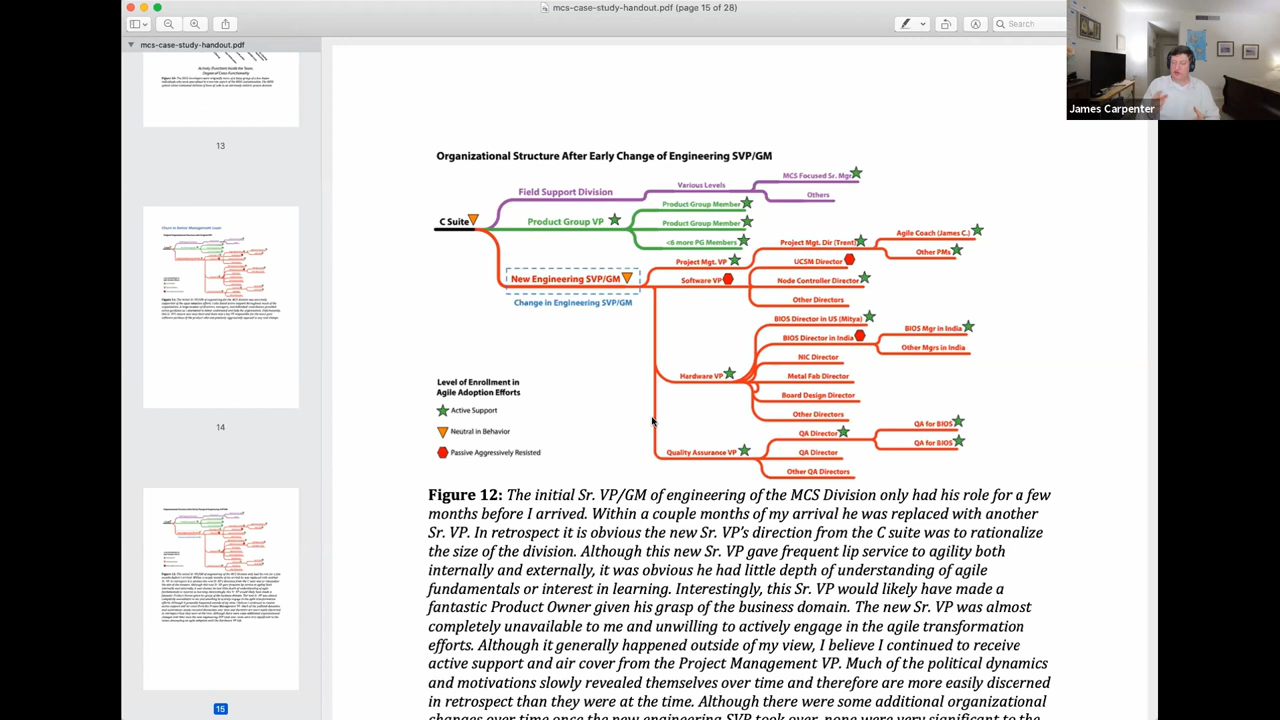 mcs-case-study-handout.pdf (page 15 of 28)
Search
mcs-case-study-handout.pdf
13
14
15
James Carpenter
Organizational Structure After Early Change of Engineering SVP/GM
C Suite
Field Support Division
Various Levels
MCS Focused Sr. Mgr
Others
Product Group VP
Product Group Member
Product Group Member
<6 more PG Members
New Engineering SVP/GM
Change in Engineering SVP/GM
Project Mgt. VP
Project Mgt. Dir (Trent)
Agile Coach (James C.)
Other PMs
Software VP
UCSM Director
Node Controller Director
Other Directors
Hardware VP
BIOS Director in US (Mitya)
BIOS Director in India
BIOS Mgr in India
Other Mgrs in India
NIC Director
Metal Fab Director
Board Design Director
Other Directors
Quality Assurance VP
QA Director
QA for BIOS
QA for BIOS
QA Director
Other QA Directors
Level of Enrollment in
Agile Adoption Efforts
Active Support
Neutral in Behavior
Passive Aggressively Resisted
Figure 12: The initial Sr. VP/GM of engineering of the MCS Division only had his role for a few
months before I arrived. Within a couple months of my arrival he was replaced with another
Sr. VP. In retrospect it is obvious the new Sr. VP's direction from the C suite was to rationalize
the size of the division. Although this new Sr. VP gave frequent lip service to agility both
internally and externally, it was obvious he had little depth of understanding of agile
fundamentals or interest in learning. Interestingly, this Sr. VP would likely have made a
fantastic Product Owner given his grasp of the business domain. The new Sr. VP was almost
completely unavailable to me and unwilling to actively engage in the agile transformation
efforts. Although it generally happened outside of my view, I believe I continued to receive
active support and air cover from the Project Management VP. Much of the political dynamics
and motivations slowly revealed themselves over time and therefore are more easily discerned
in retrospect than they were at the time. Although there were some additional organizational
changes over time once the new engineering SVP took over, none were very significant to the